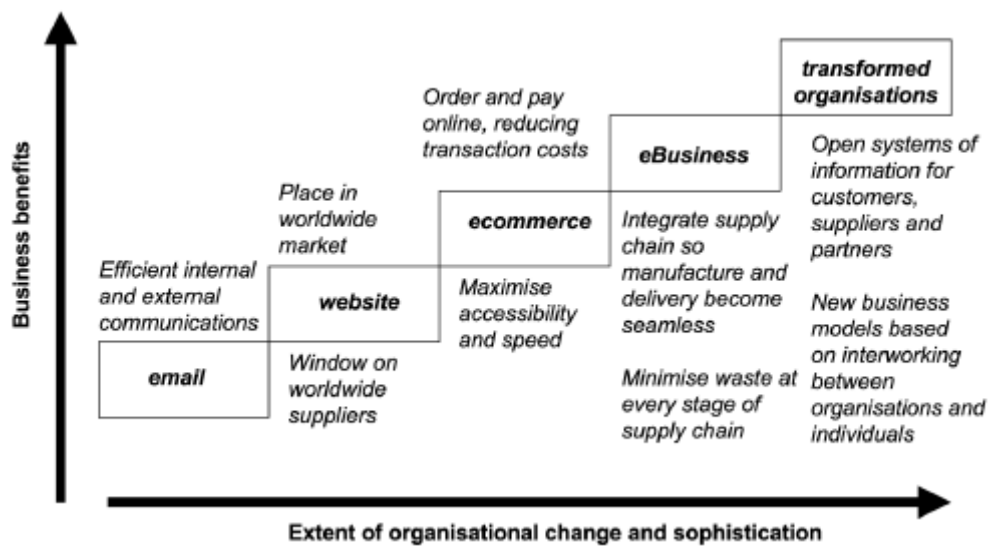 Business benefits
Efficient internal
and external
communications
email
Place in
worldwide
market
website
Window on
worldwide
suppliers
Order and pay
online, reducing
transaction costs
ecommerce
Maximise
accessibility
and speed
eBusiness
Integrate supply
chain so
manufacture and
delivery become
seamless
Minimise waste at
every stage of
supply chain
transformed
organisations
Open systems of
information for
customers,
suppliers and
partners
New business
models based
on interworking
between
organisations and
individuals
Extent of organisational change and sophistication